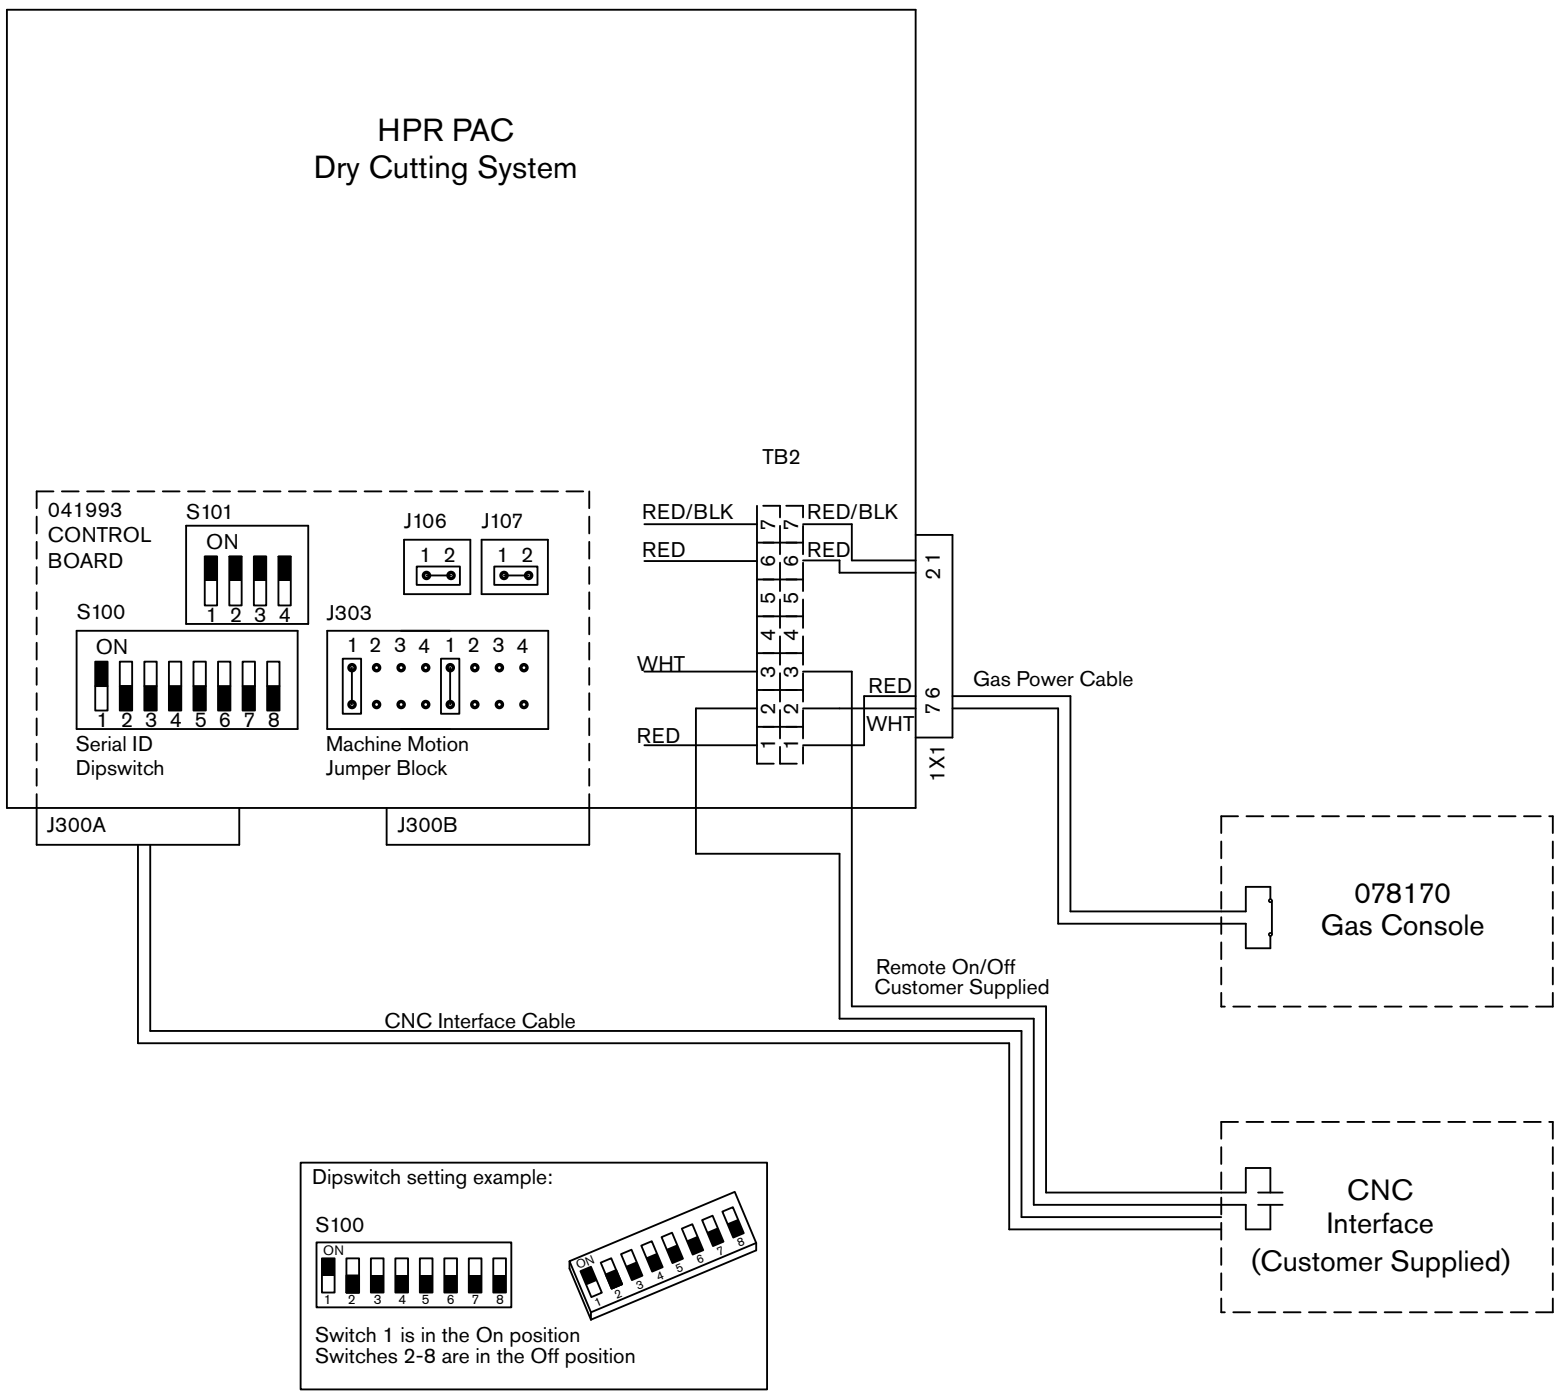 HPR PAC
Dry Cutting System
TB2
041993
CONTROL
BOARD
S101
ON
1 2 3 4
J106
1 2
J107
1 2
S100
ON
1 2 3 4 5 6 7 8
Serial ID
Dipswitch
J303
1 2 3 4 1 2 3 4
Machine Motion
Jumper Block
RED/BLK
7 7
RED/BLK
RED
6 6
RED
5 5
4 4
WHT
3 3
2 2
RED
1 1
RED
WHT
2 1
7 6
1X1
Gas Power Cable
J300A
J300B
078170
Gas Console
Remote On/Off
Customer Supplied
CNC Interface Cable
CNC
Interface
(Customer Supplied)
Dipswitch setting example:
S100
ON
1 2 3 4 5 6 7 8
ON
1 2 3 4 5 6 7 8
Switch 1 is in the On position
Switches 2-8 are in the Off position